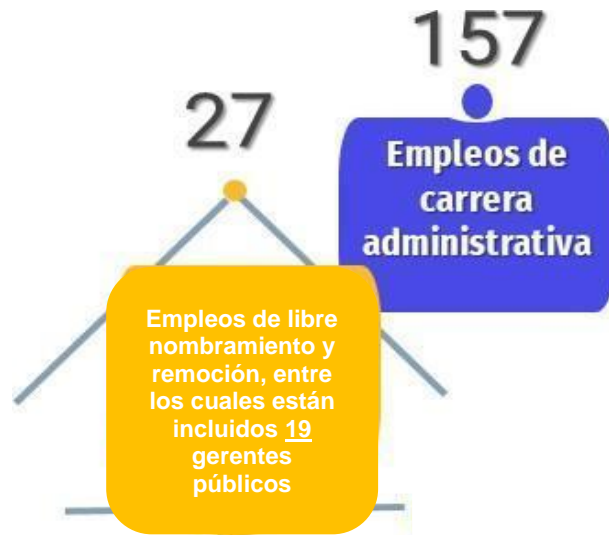 157
27
Empleos de
carrera
administrativa
Empleos de libre
nombramiento y
remoción, entre
los cuales están
incluidos 19
gerentes
públicos